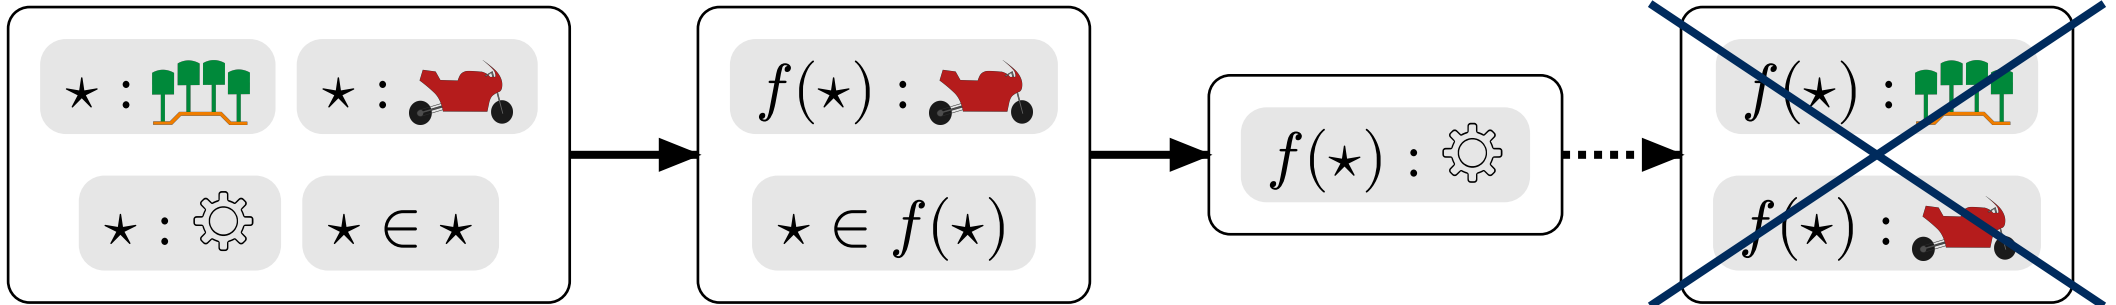 ⋆ : ⋆ :
⋆ : ⋆ ∈ ⋆
f(⋆) :
⋆ ∈ f(⋆)
f(⋆) :
f(⋆) :
f(⋆) :